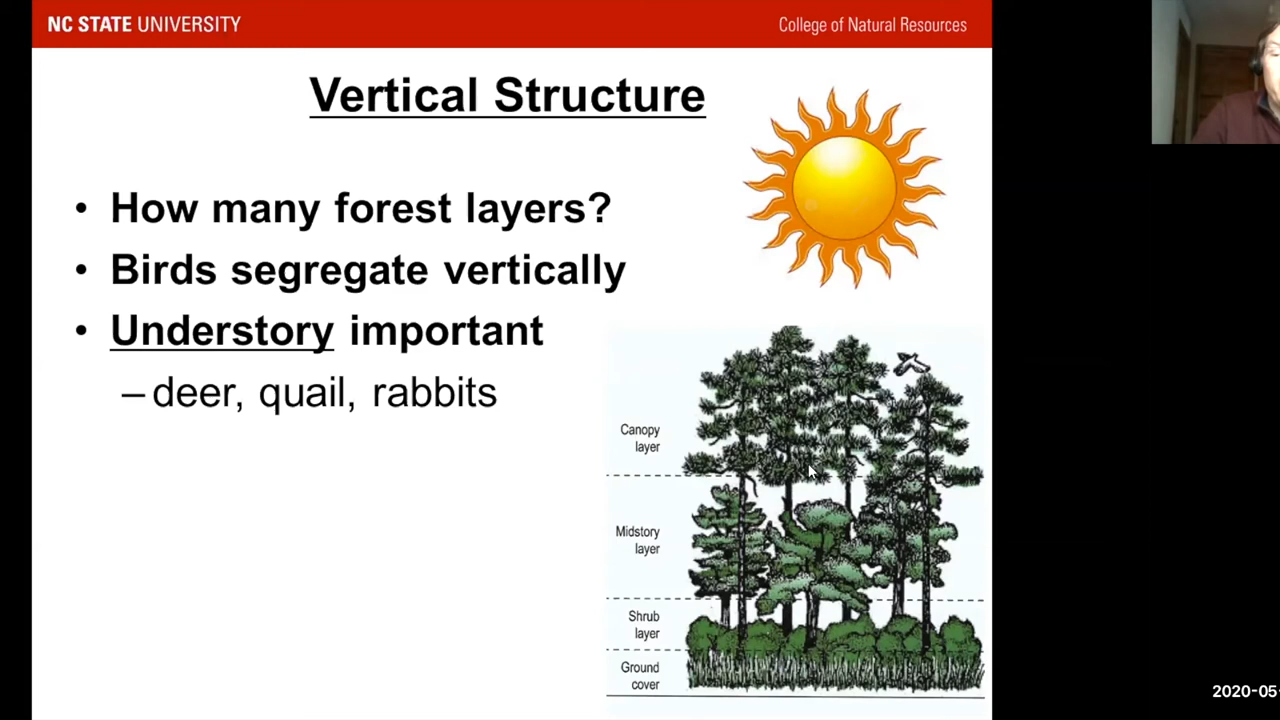 NC STATE UNIVERSITY
College of Natural Resources
Vertical Structure
• How many forest layers?
• Birds segregate vertically
• Understory important
– deer, quail, rabbits
Canopy
layer
Midstory
layer
Shrub
layer
Ground
cover
2020-05-